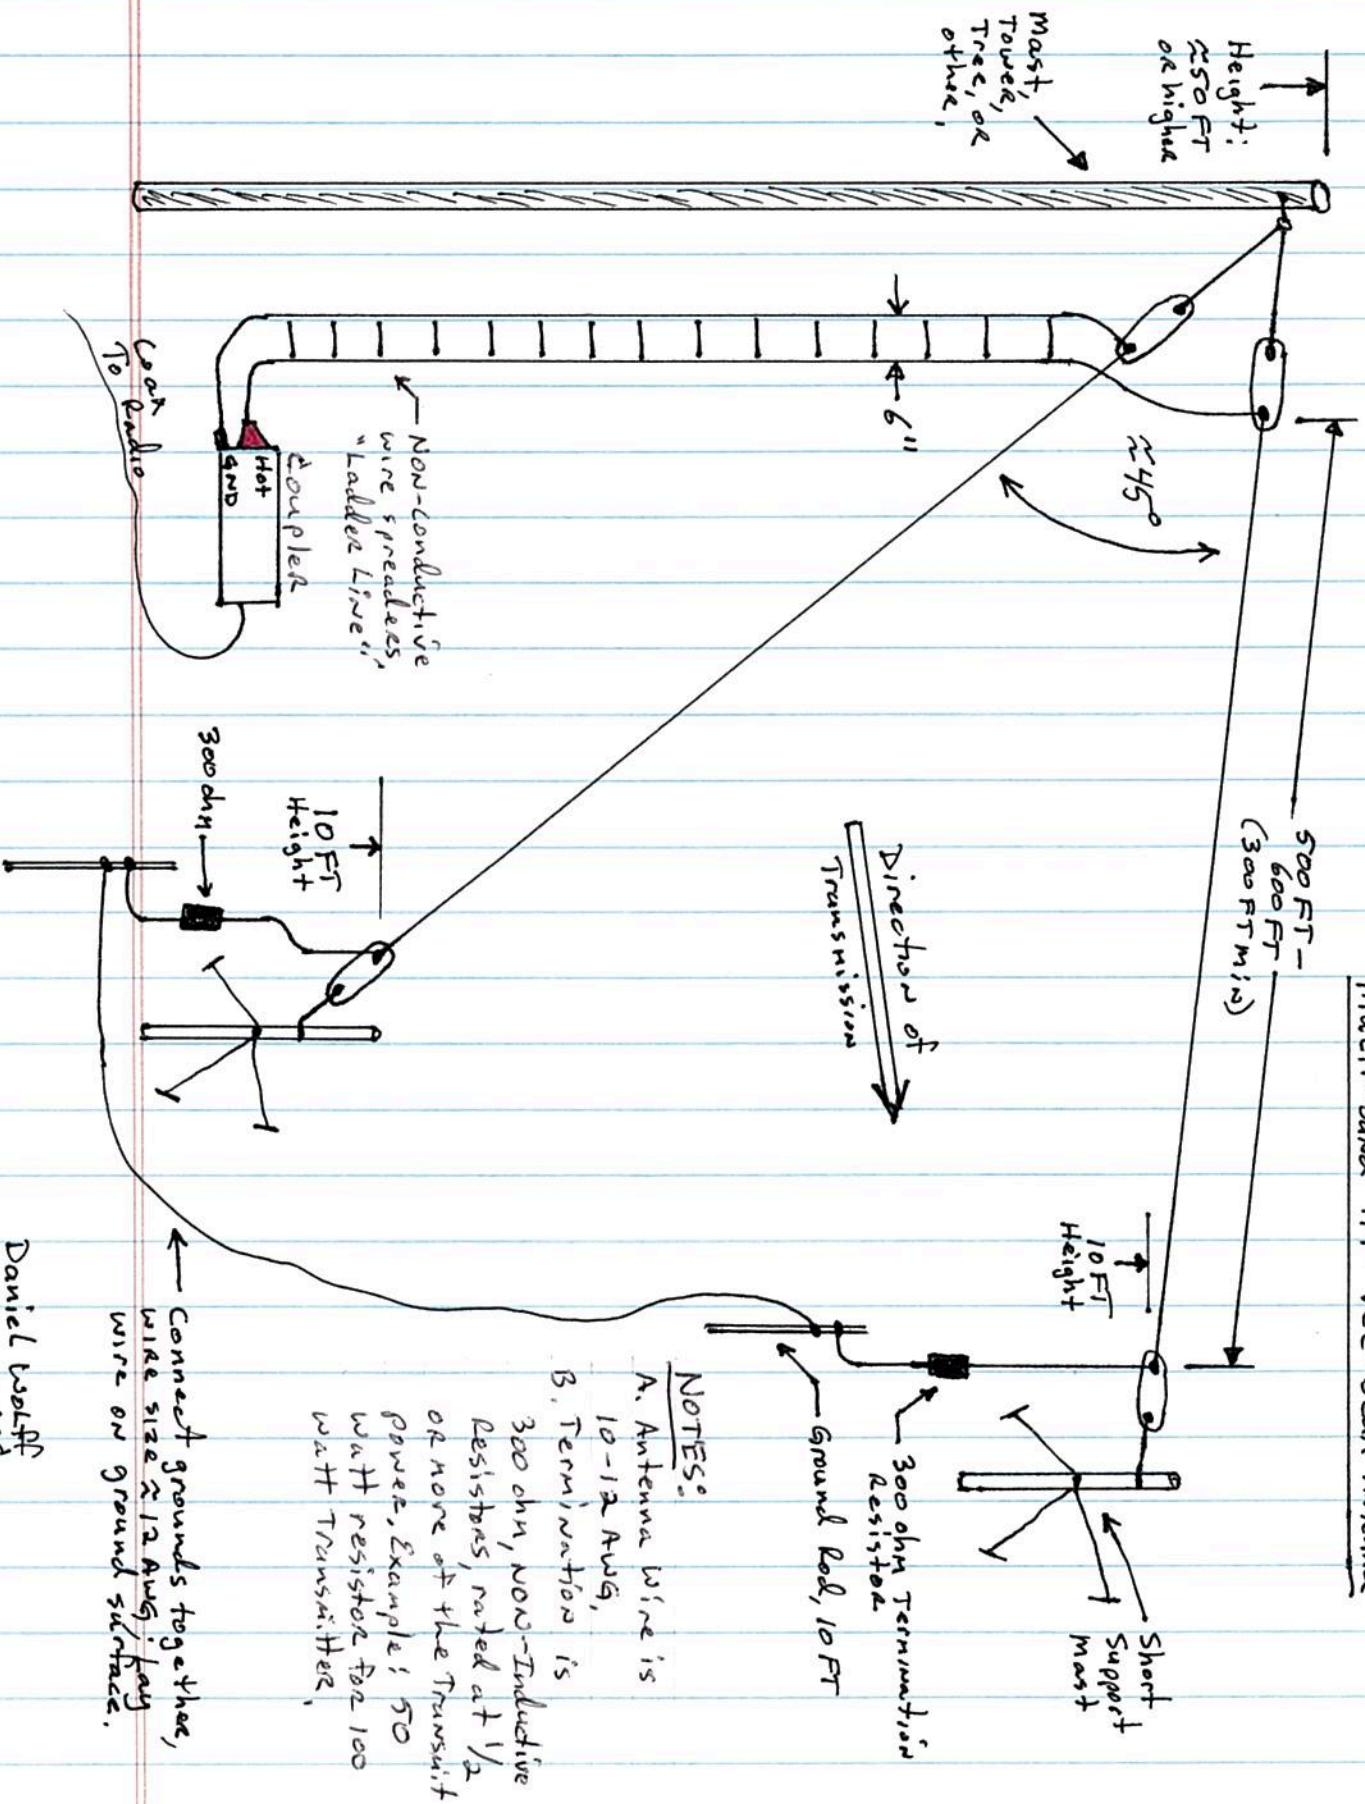 Height:
≈50 FT
or higher
Mast,
Tower,
Tree, or
other,
500 FT -
600 FT
(300 FT min)
≈45°
6"
Direction of
Transmission
10 FT
Height
Short
Support
Mast
300 ohm Termination
Resistor
Ground Rod, 10 FT
Non-Conductive
wire spreaders
"Ladder Line",
Coupler
Hot
GND
Coax
To Radio
10 FT
Height
300 ohm
NOTES:
A. Antenna wire is
10-12 AWG,
B. Termination is
300 ohm, NON-Inductive
Resistors, rated at 1/2
or more of the Transmit
Power, Example: 50
watt resistor for 100
watt Transmitter,
Connect grounds together,
wire size ≈ 12 AWG, lay
wire on ground surface.
Daniel Wolff